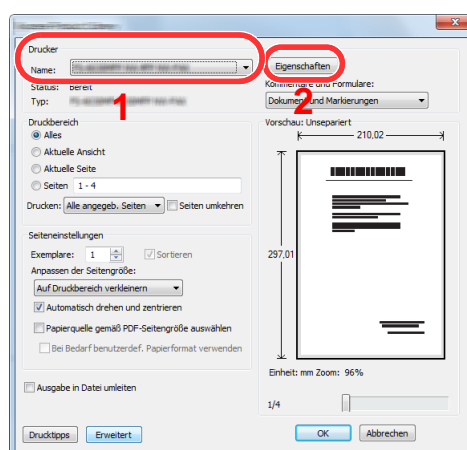 Drucker
Name:
Eigenschaften
Status: Bereit
Kommentare und Formulare:
Typ:
Dokument und Markierungen
1
2
Druckbereich
Vorschau: Unsepariert
Alles
210,02
Aktuelle Ansicht
Aktuelle Seite
Seiten 1 - 4
Drucken: Alle angegeb. Seiten Seiten umkehren
Seiteneinstellungen
Exemplare: 1 Sortieren
297,01
Anpassen der Seitengröße:
Auf Druckbereich verkleinern
Automatisch drehen und zentrieren
Papierquelle gemäß PDF-Seitengröße auswählen
Bei Bedarf benutzerdef. Papierformat verwenden
Einheit: mm Zoom: 96%
Ausgabe in Datei umleiten
1/4
Drucktipps Erweitert OK Abbrechen